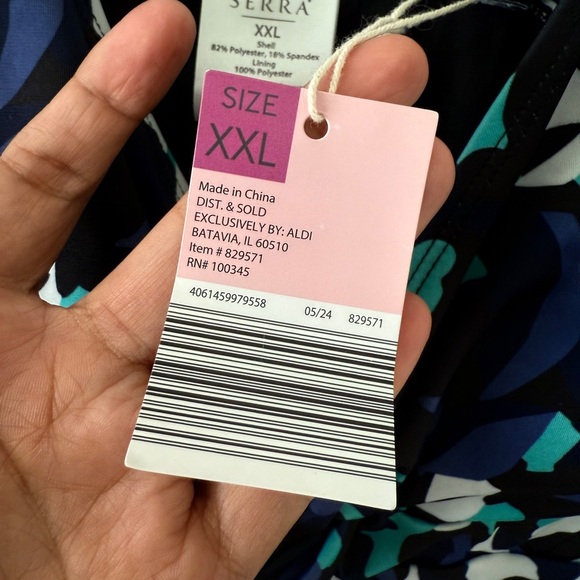 SERRA
XXL
Shell
82% Polyester, 18% Spandex
Lining
100% Polyester
SIZE
XXL
Made in China
DIST. & SOLD
EXCLUSIVELY BY: ALDI
BATAVIA, IL 60510
Item # 829571
RN# 100345
4061459979558 05/24 829571